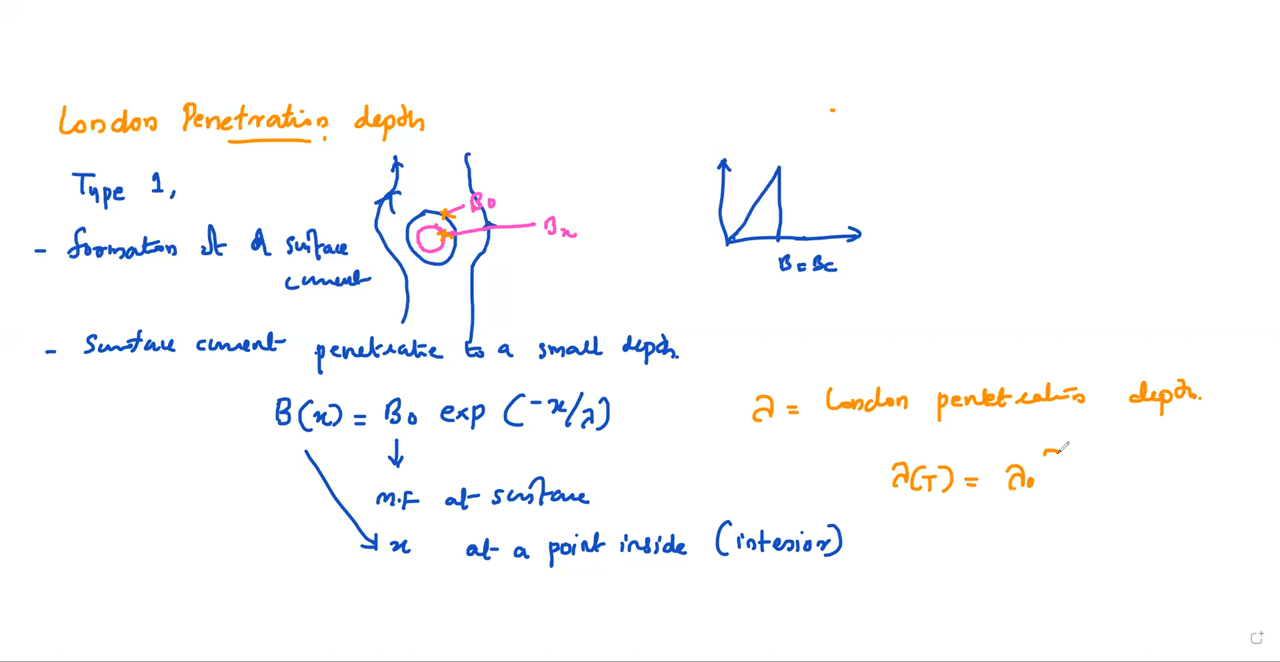 London Penetration depth
Type 1,
B0
Bx
- formation of a surface
current
B = Bc
- Surface current penetrate to a small depth.
B(x) = B0 exp (-x/λ)
λ = London penetration depth.
λ(T) = λ0
M.F at surface
x at a point inside (interior)